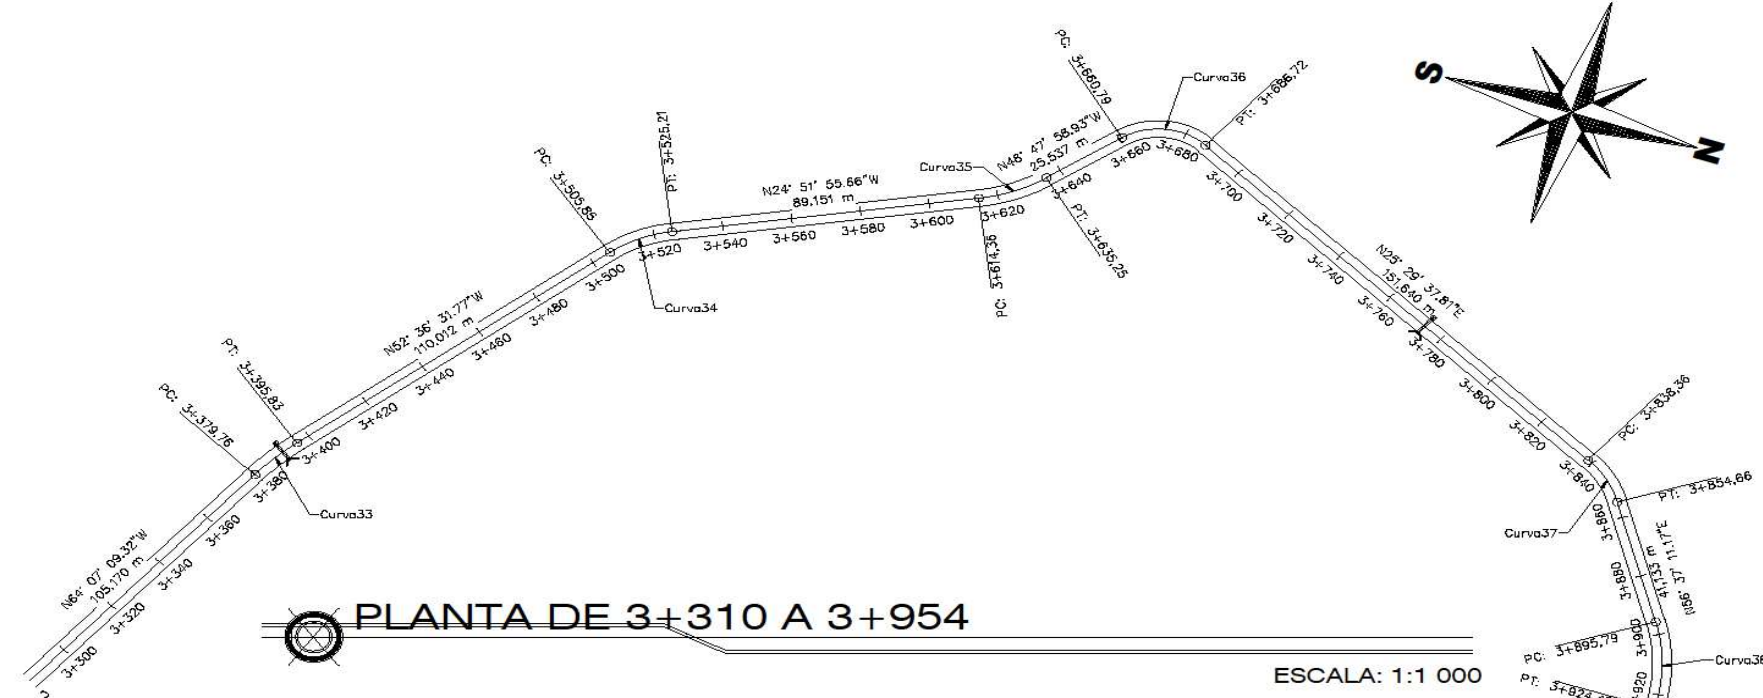 PC: 3+660,79
Curva36
PT: 3+686,72
S
N
PC: 3+505,86
PT: 3+525,21
N24° 51' 55.66"W
89.151 m
Curva35
N48° 47' 58.93"W
25.537 m
3+500
3+520
3+540
3+560
3+580
3+600
3+620
3+640
3+660
3+680
3+700
PC: 3+614,36
PT: 3+635,25
Curva34
3+720
3+740
3+760
3+780
3+800
3+820
3+840
N25° 29' 37.81"E
151.640 m
PC: 3+838,36
PT: 3+854,66
PC: 3+379,76
PT: 3+395,83
N52° 36' 31.77"W
110.012 m
3+480
3+460
3+440
3+420
3+400
3+380
3+360
3+340
3+320
3+300
Curva33
N64° 07' 09.32"W
105.170 m
Curva37
3+860
3+880
3+900
41.133 m
N56° 37' 11.17"E
PC: 3+895,79
PLANTA DE 3+310 A 3+954
ESCALA: 1:1 000